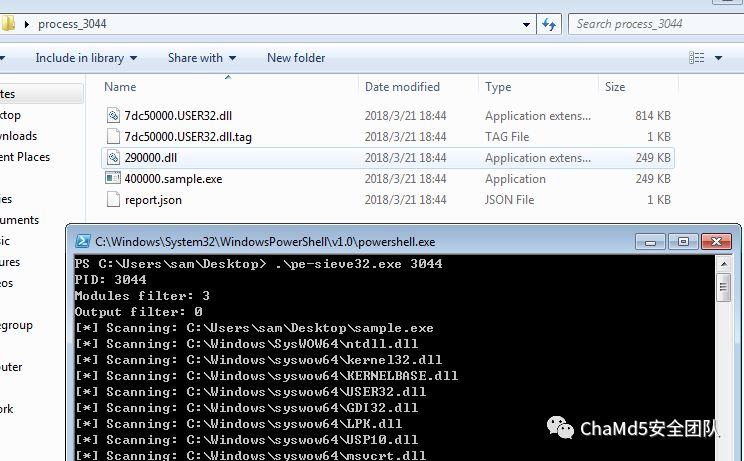 process_3044
Search process_3044
Include in library
Share with
New folder
Name Date modified Type Size
7dc50000.USER32.dll 2018/3/21 18:44 Application extens... 814 KB
7dc50000.USER32.dll.tag 2018/3/21 18:44 TAG File 1 KB
290000.dll 2018/3/21 18:44 Application extens... 249 KB
400000.sample.exe 2018/3/21 18:44 Application 249 KB
report.json 2018/3/21 18:44 JSON File 1 KB
tes
ktop
wnloads
ent Places
es
uments
sic
ures
eos
egroup
puter
ork
C:\Windows\System32\WindowsPowerShell\v1.0\powershell.exe
PS C:\Users\sam\Desktop> .\pe-sieve32.exe 3044
PID: 3044
Modules filter: 3
Output filter: 0
[*] Scanning: C:\Users\sam\Desktop\sample.exe
[*] Scanning: C:\Windows\SysWOW64\ntdll.dll
[*] Scanning: C:\Windows\syswow64\kernel32.dll
[*] Scanning: C:\Windows\syswow64\KERNELBASE.dll
[*] Scanning: C:\Windows\syswow64\USER32.dll
[*] Scanning: C:\Windows\syswow64\GDI32.dll
[*] Scanning: C:\Windows\syswow64\LPK.dll
[*] Scanning: C:\Windows\syswow64\USP10.dll
[*] Scanning: C:\Windows\syswow64\msvcrt.dll
ChaMd5安全团队